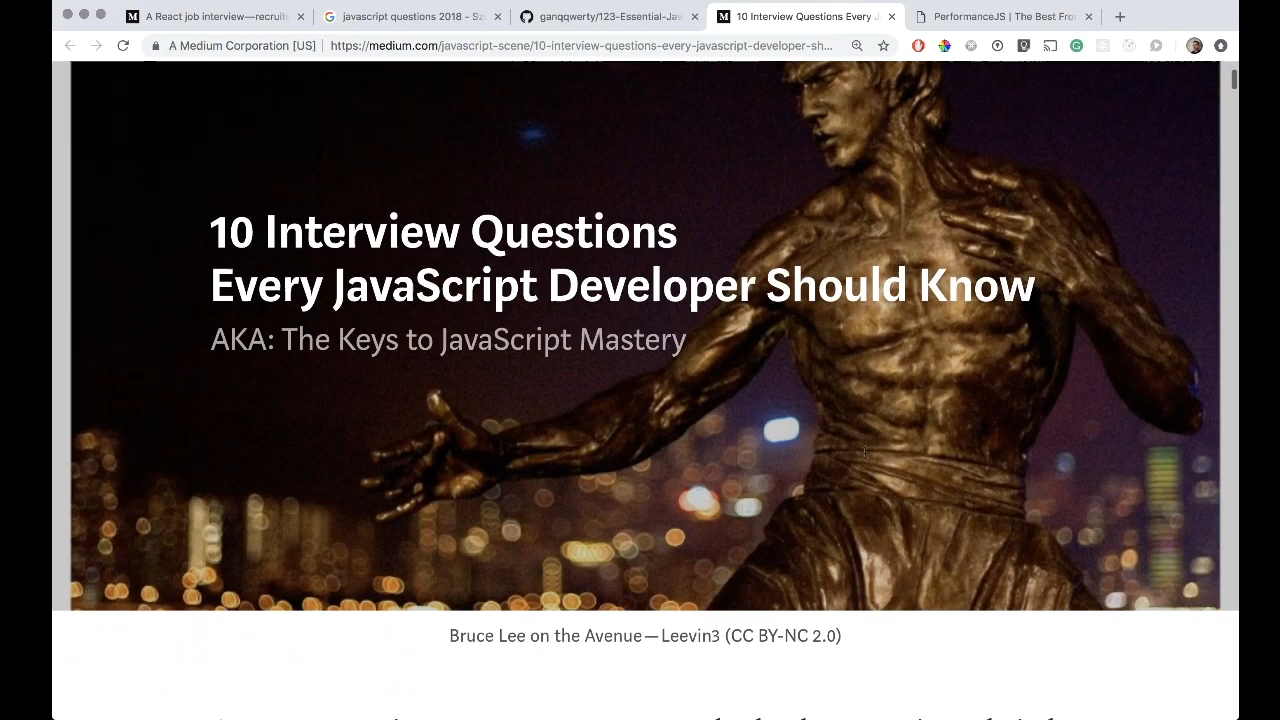 A React job interview—recruite
javascript questions 2018 - Szu
ganqqwerty/123-Essential-Jav
10 Interview Questions Every J
PerformanceJS | The Best Fron
A Medium Corporation [US]
https://medium.com/javascript-scene/10-interview-questions-every-javascript-developer-sh...
10 Interview Questions
Every JavaScript Developer Should Know
AKA: The Keys to JavaScript Mastery
Bruce Lee on the Avenue—Leevin3 (CC BY-NC 2.0)